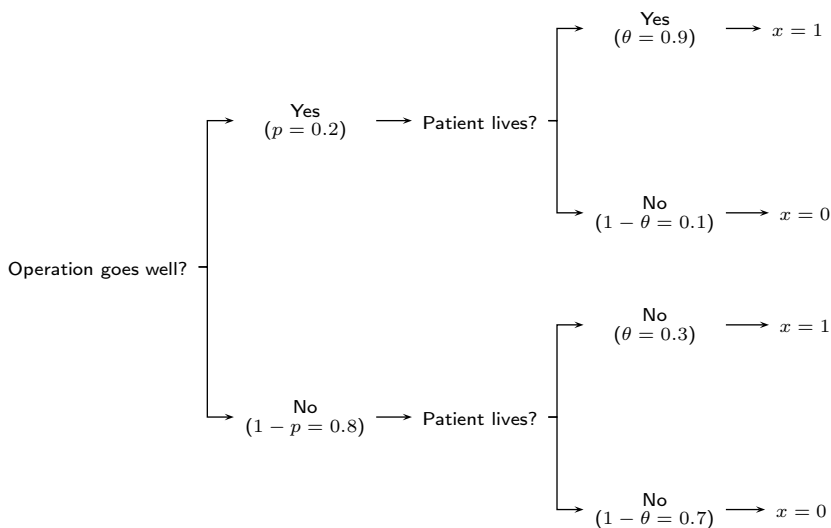 Yes
(θ = 0.9)
x = 1
Yes
(p = 0.2)
Patient lives?
No
(1 − θ = 0.1)
x = 0
Operation goes well?
No
(θ = 0.3)
x = 1
No
(1 − p = 0.8)
Patient lives?
No
(1 − θ = 0.7)
x = 0